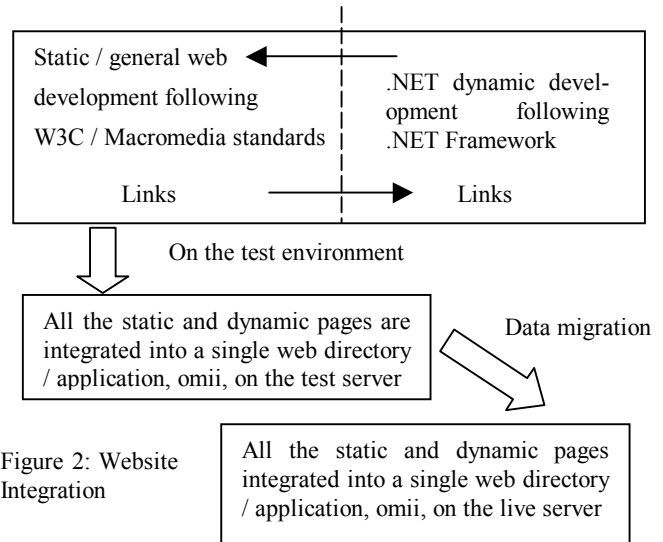 Static / general web
development following
W3C / Macromedia standards
Links
.NET dynamic devel-
opment following
.NET Framework
Links
On the test environment
All the static and dynamic pages are
integrated into a single web directory
/ application, omii, on the test server
Data migration
All the static and dynamic pages
integrated into a single web directory
/ application, omii, on the live server
Figure 2: Website
Integration